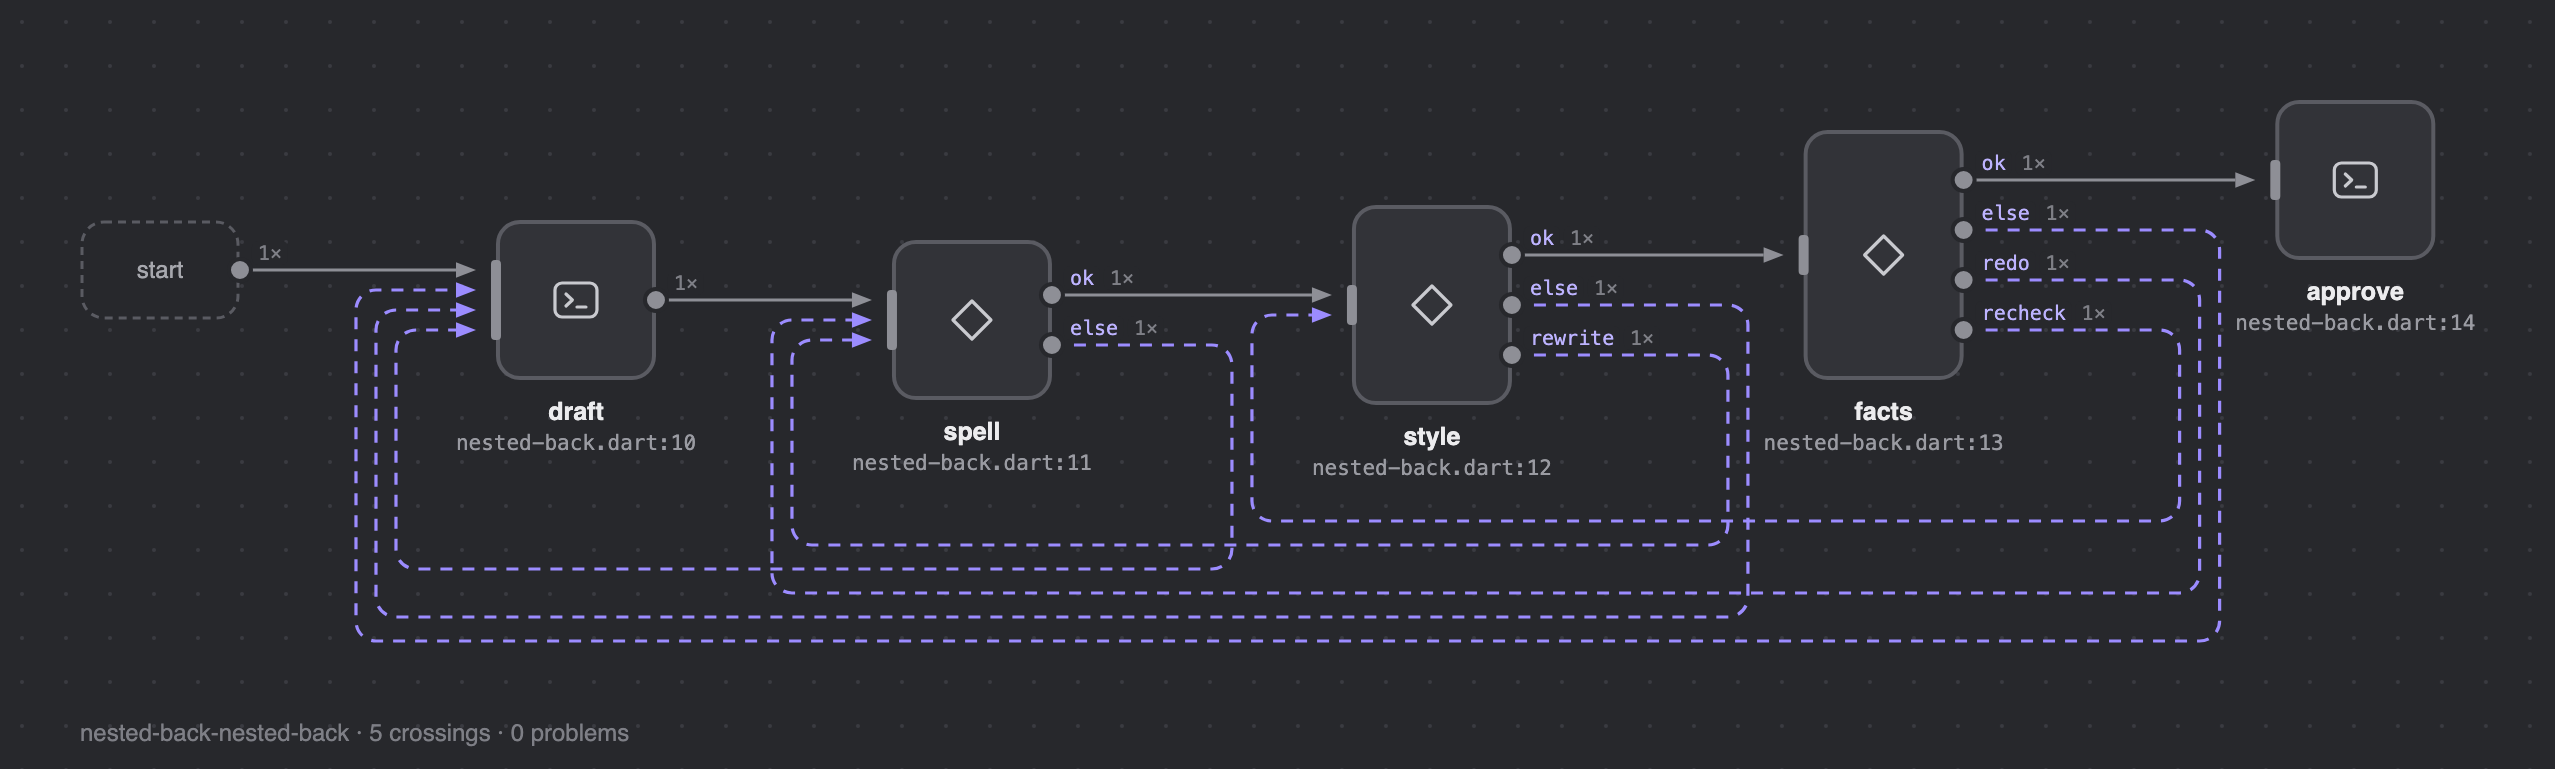 start
1×
draft
nested-back.dart:10
1×
spell
nested-back.dart:11
ok 1×
else 1×
style
nested-back.dart:12
ok 1×
else 1×
rewrite 1×
facts
nested-back.dart:13
ok 1×
else 1×
redo 1×
recheck 1×
approve
nested-back.dart:14
nested-back-nested-back · 5 crossings · 0 problems